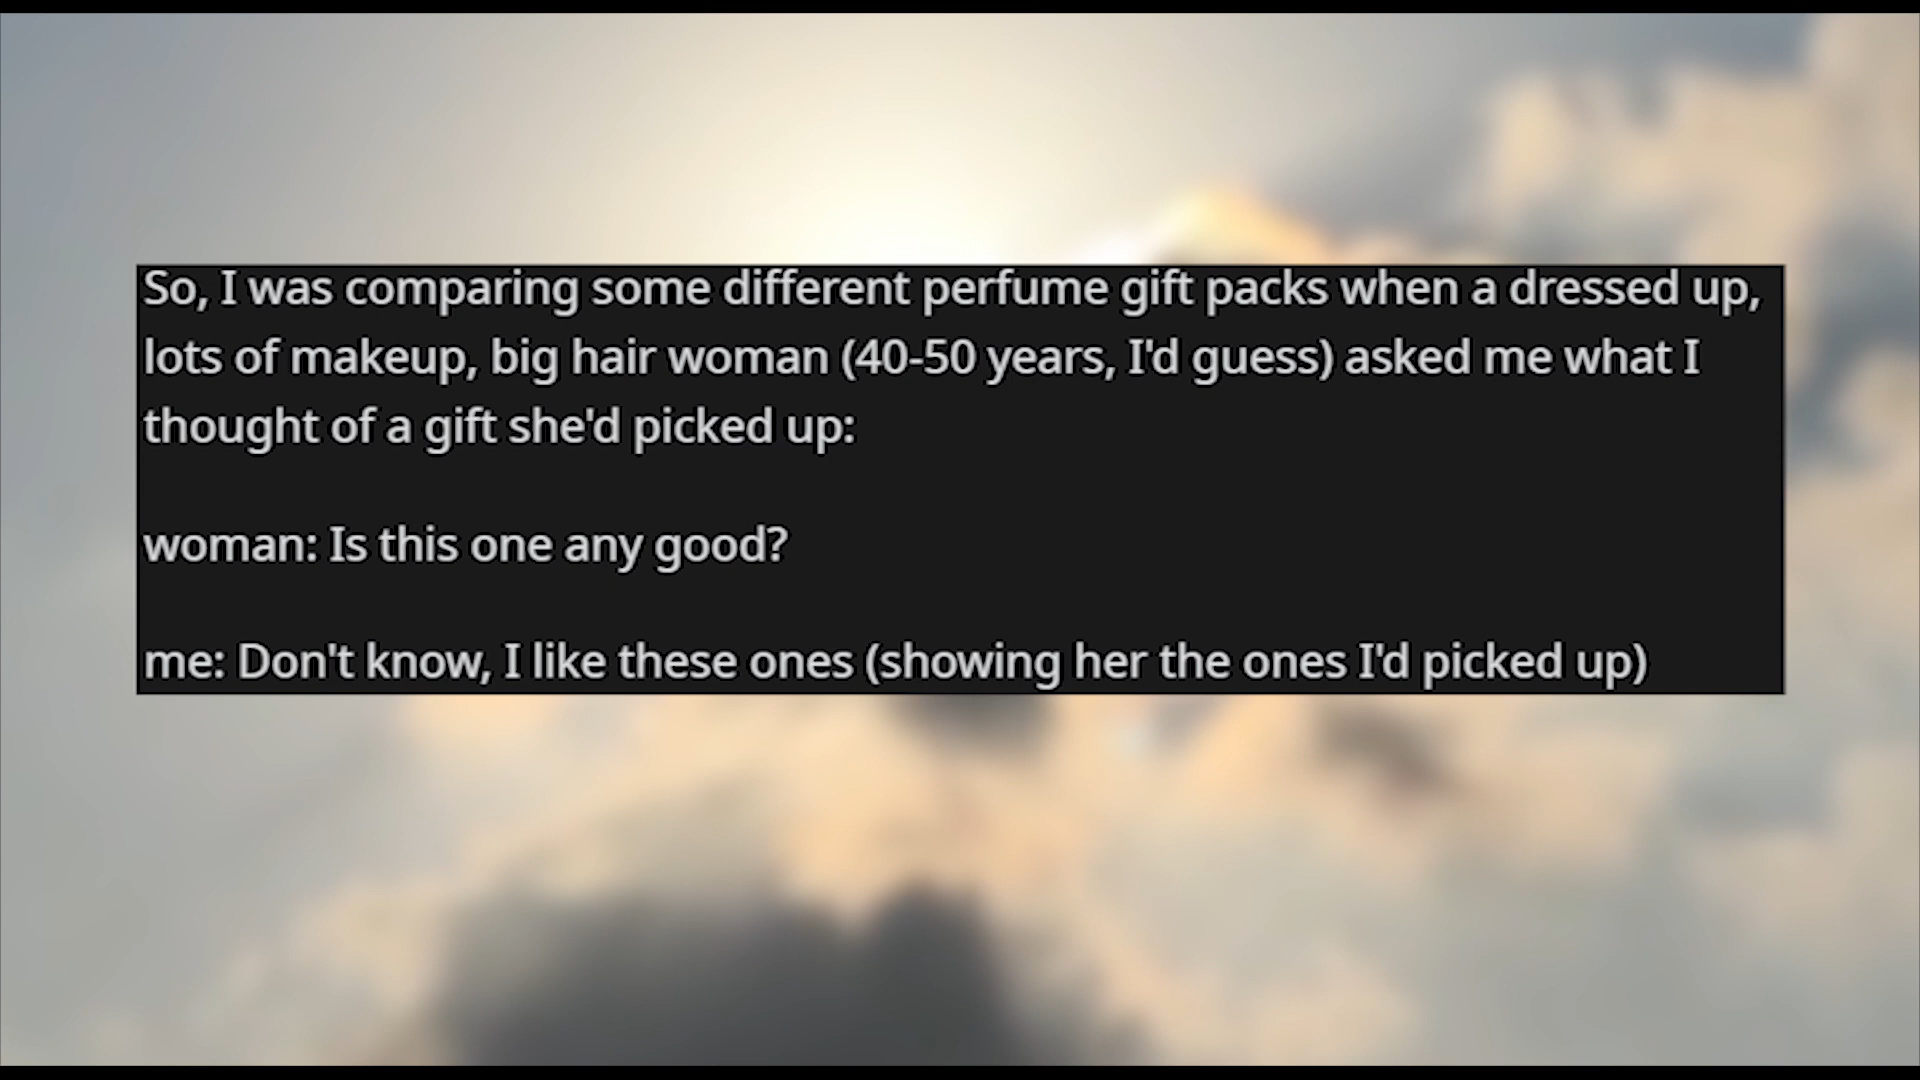 So, I was comparing some different perfume gift packs when a dressed up,
lots of makeup, big hair woman (40-50 years, I'd guess) asked me what I
thought of a gift she'd picked up:
woman: Is this one any good?
me: Don't know, I like these ones (showing her the ones I'd picked up)